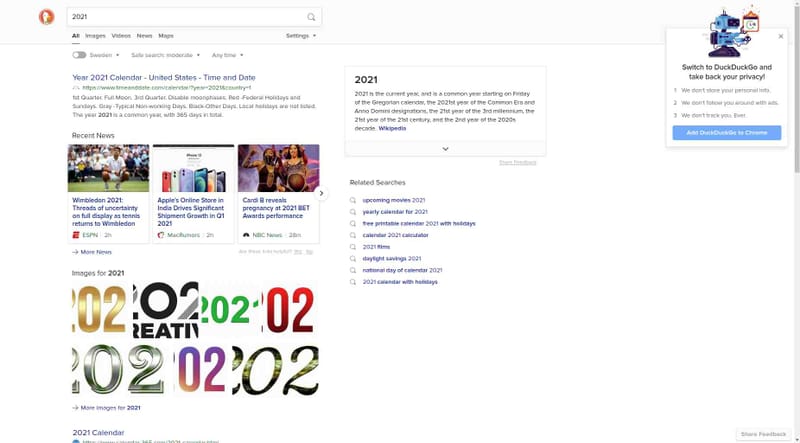 2021
All Images Videos News Maps Settings
Sweden Safe search: moderate Any time
Year 2021 Calendar - United States - Time and Date
https://www.timeanddate.com/calendar/?year=2021&country=1
1st Quarter. Full Moon. 3rd Quarter. Disable moonphases. Red -Federal Holidays and
Sundays. Gray -Typical Non-working Days. Black-Other Days. Local holidays are not listed.
The year 2021 is a common year, with 365 days in total.
Recent News
Wimbledon 2021:
Threads of uncertainty
on full display as tennis
returns to Wimbledon
ESPN · 2h
iPhone 12
Apple's Online Store in
India Drives Significant
Shipment Growth in Q1
2021
MacRumors · 2h
Cardi B reveals
pregnancy at 2021 BET
Awards performance
NBC News · 28m
More News
Are these links helpful? Yes No
Images for 2021
202
202
CREATIV
2021
202
202
202
202
More Images for 2021
2021 Calendar
2021
2021 is the current year, and is a common year starting on Friday
of the Gregorian calendar, the 2021st year of the Common Era and
Anno Domini designations, the 21st year of the 3rd millennium, the
21st year of the 21st century, and the 2nd year of the 2020s
decade. Wikipedia
Share Feedback
Related Searches
upcoming movies 2021
yearly calendar for 2021
free printable calendar 2021 with holidays
calendar 2021 calculator
2021 films
daylight savings 2021
national day of calendar 2021
2021 calendar with holidays
Switch to DuckDuckGo and
take back your privacy!
1 We don't store your personal info.
2 We don't follow you around with ads.
3 We don't track you. Ever.
Add DuckDuckGo to Chrome
Share Feedback